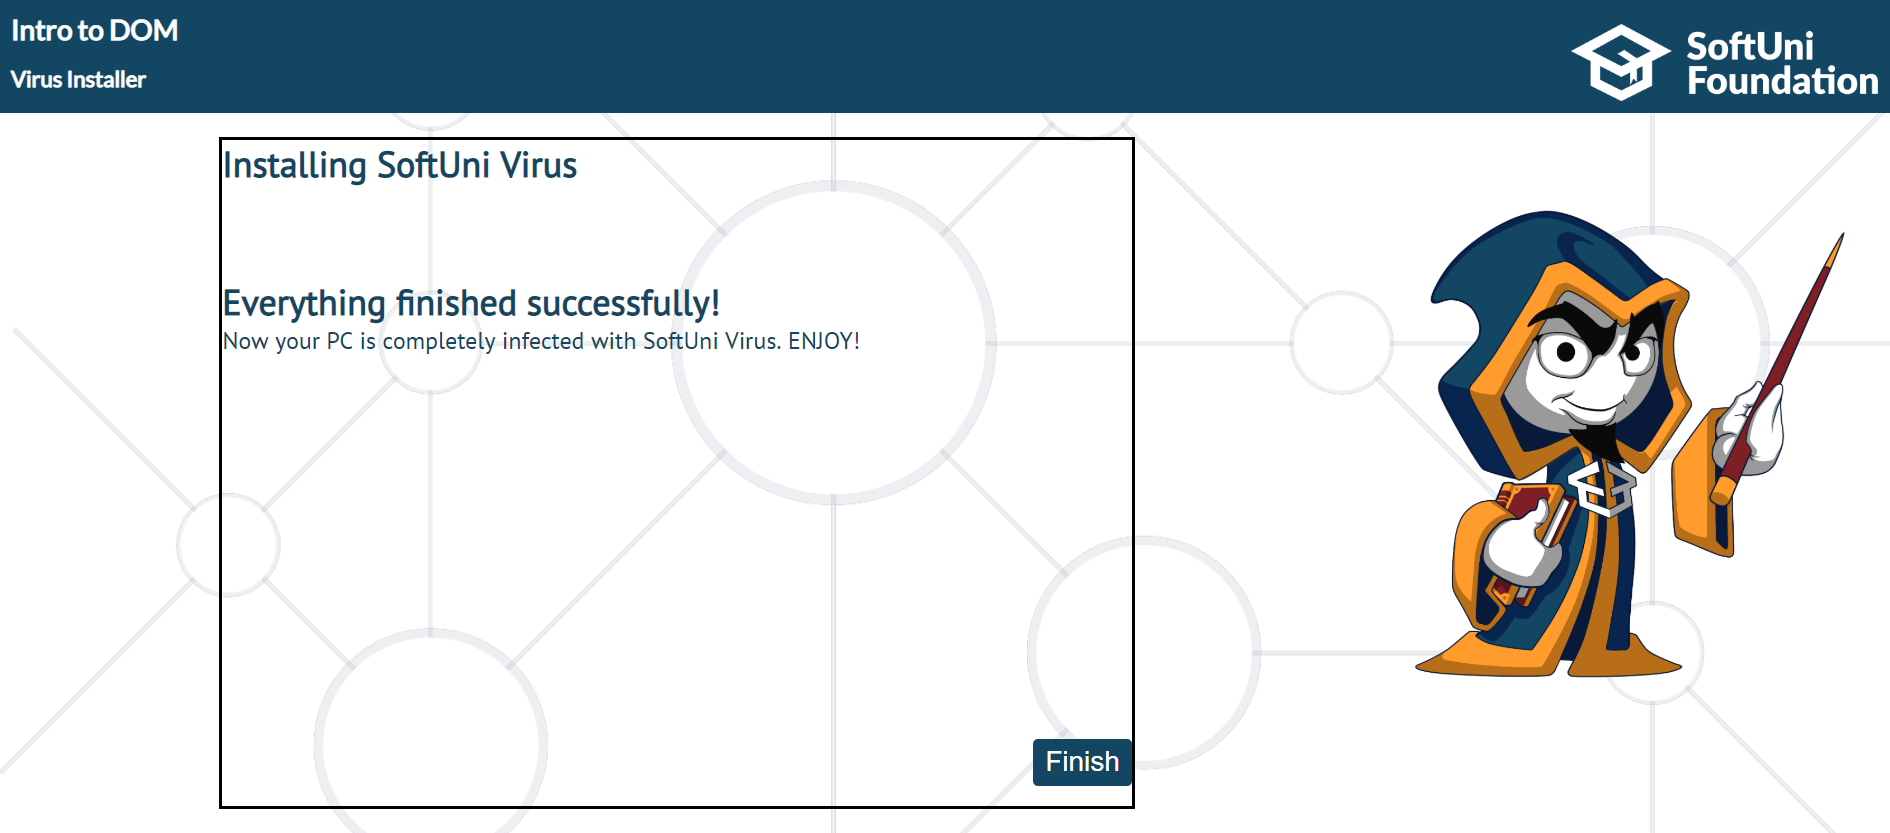 Intro to DOM
Virus Installer
SoftUni
Foundation
Installing SoftUni Virus
Everything finished successfully!
Now your PC is completely infected with SoftUni Virus. ENJOY!
Finish